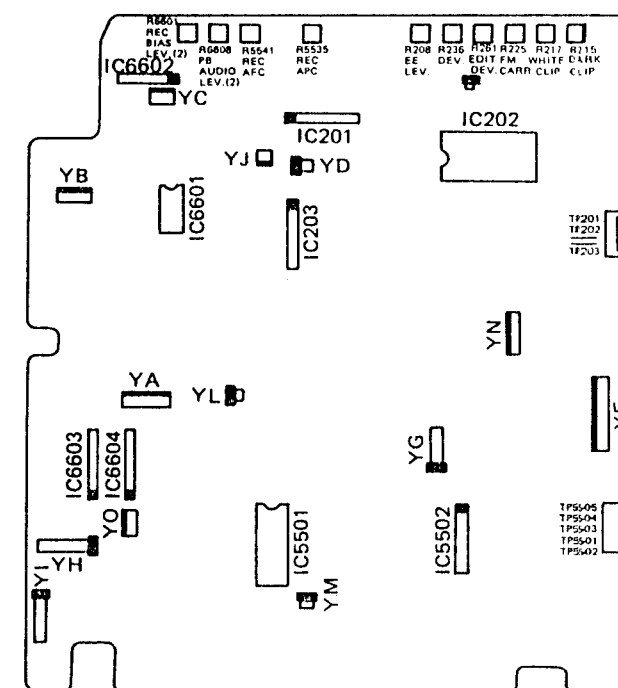 R6601
REC
BIAS
LEV.(2)
R6608
PB
AUDIO
LEV.(2)
R5541
REC
AFC
R5535
REC
APC
R208
EE
LEV.
R236
DEV.
R261
EDIT
DEV.
R225
FM
CARR
R217
WHITE
CLIP
R215
DARK
CLIP
IC6602
YC
IC201
IC202
YJ
YD
YB
IC6601
IC203
TP201
TP202
TP203
YN
YA
YL
YG
IC6603
IC6604
YO
YH
YI
IC5501
YM
IC5502
TP5505
TP5504
TP5503
TP5501
TP5502